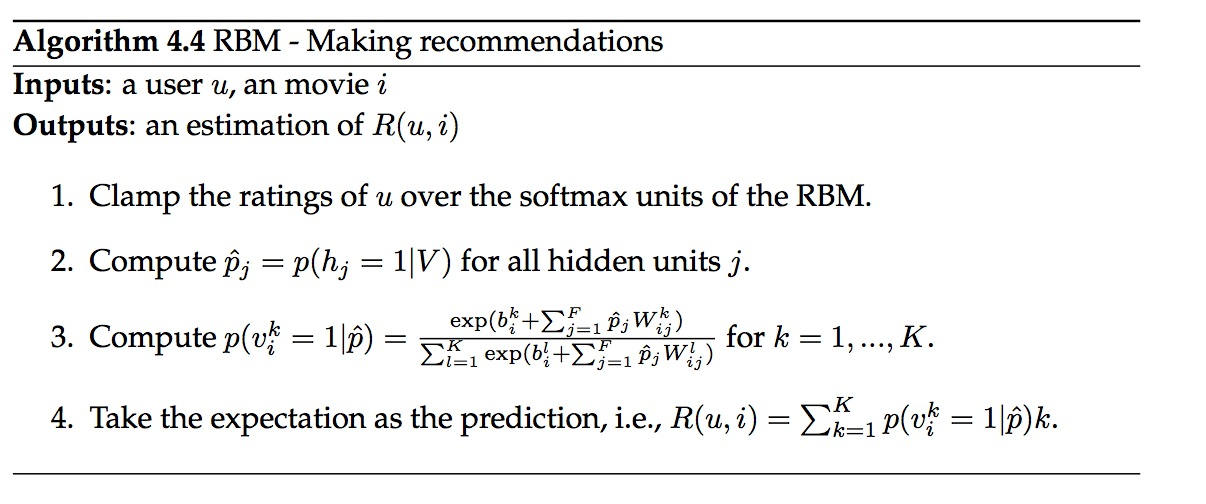 Algorithm 4.4 RBM - Making recommendations
Inputs: a user u, an movie i
Outputs: an estimation of R(u, i)
1. Clamp the ratings of u over the softmax units of the RBM.
2. Compute p̂_j = p(h_j = 1|V) for all hidden units j.
3. Compute p(v_i^k = 1|p̂) = \frac{exp(b_i^k+∑_{j=1}^F p̂_j W_{ij}^k)}{∑_{l=1}^K exp(b_i^l+∑_{j=1}^F p̂_j W_{ij}^l)} for k = 1, ..., K.
4. Take the expectation as the prediction, i.e., R(u, i) = ∑_{k=1}^K p(v_i^k = 1|p̂)k.